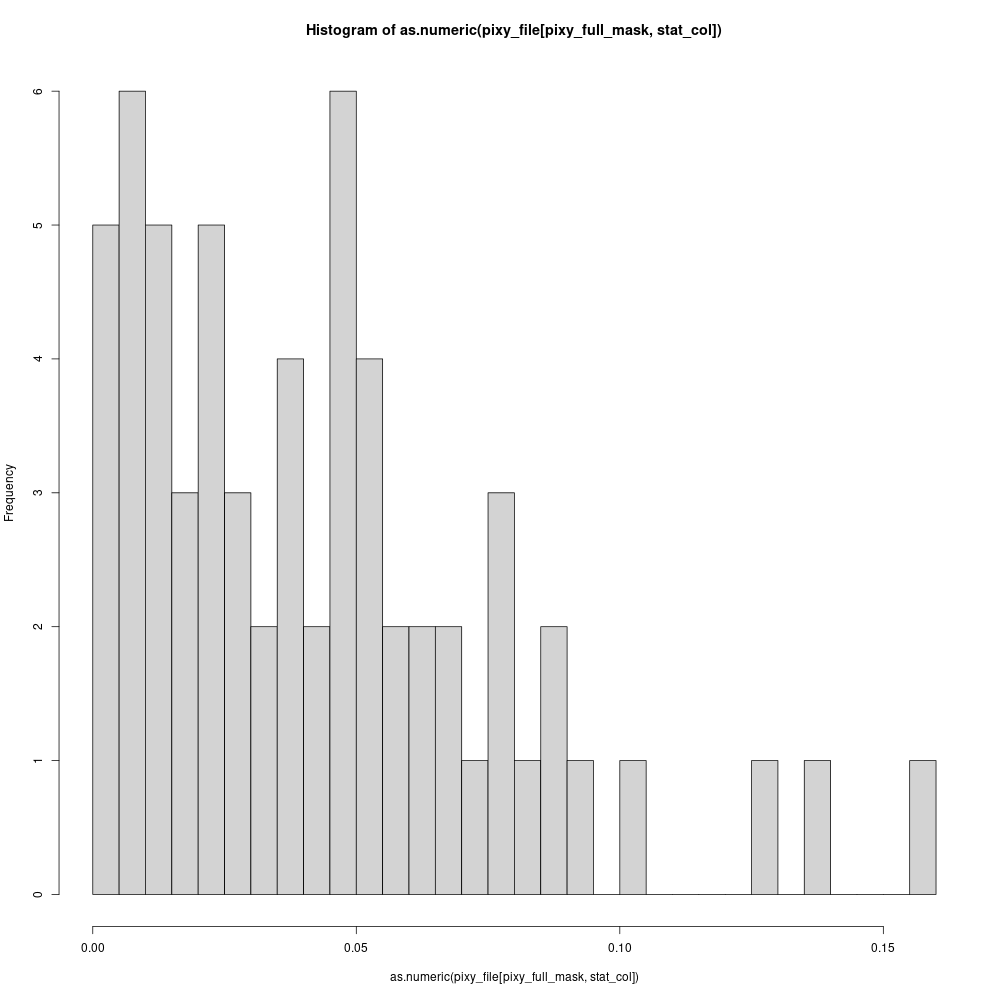 Histogram of as.numeric(pixy_file[pixy_full_mask, stat_col])
6
5
4
3
2
1
0
Frequency
0.00 0.05 0.10 0.15
as.numeric(pixy_file[pixy_full_mask, stat_col])